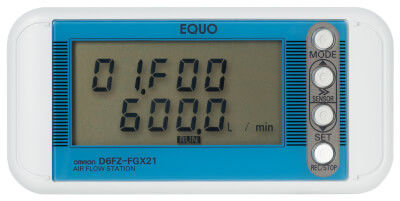 EQUO
MODE
01.F00
SENSOR
600.0 L / min
SET
RUN
REC/STOP
omron D6FZ-FGX21
AIR FLOW STATION